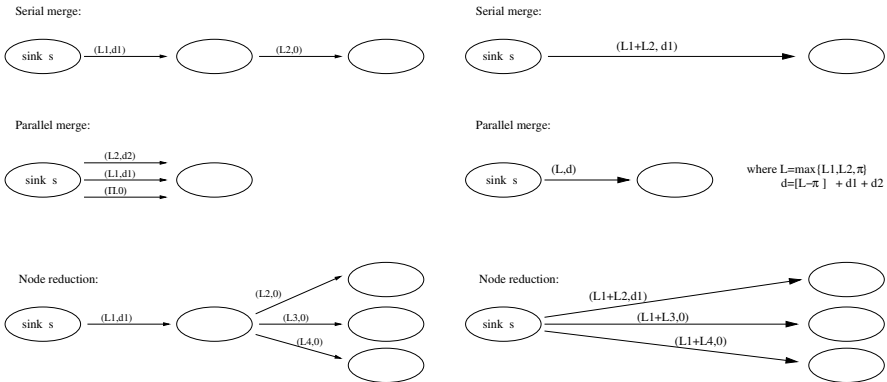 Serial merge:
sink s
(L1,d1)
(L2,0)
Serial merge:
sink s
(L1+L2, d1)
Parallel merge:
sink s
(L2,d2)
(L1,d1)
(Π,0)
Parallel merge:
sink s
(L,d)
where L=max{L1,L2,π}
d=[L−π ] + d1 + d2
Node reduction:
sink s
(L1,d1)
(L2,0)
(L3,0)
(L4,0)
Node reduction:
sink s
(L1+L2,d1)
(L1+L3,0)
(L1+L4,0)